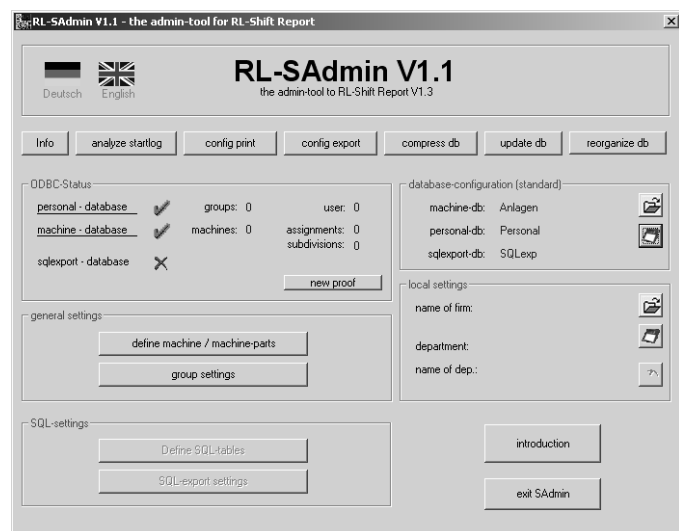 RL-SAdmin V1.1 - the admin-tool for RL-Shift Report
RL-SAdmin V1.1
the admin-tool to RL-Shift Report V1.3
Deutsch English
Info analyze startlog config print config export compress db update db reorganize db
ODBC-Status
personal - database groups: 0 user: 0
machine - database machines: 0 assignments: 0
subdivisions: 0
sqlexport - database
new proof
database-configuration (standard)
machine-db: Anlagen
personal-db: Personal
sqlexport-db: SQLexp
general settings
define machine / machine-parts
group settings
local settings
name of firm:
department:
name of dep.:
SQL-settings
Define SQL-tables
SQL-export settings
introduction
exit SAdmin